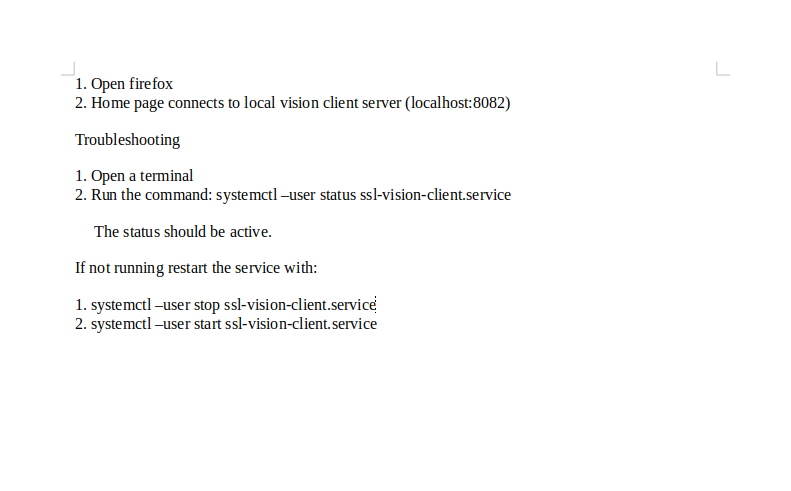 1. Open firefox
2. Home page connects to local vision client server (localhost:8082)
Troubleshooting
1. Open a terminal
2. Run the command: systemctl –user status ssl-vision-client.service
The status should be active.
If not running restart the service with:
1. systemctl –user stop ssl-vision-client.service
2. systemctl –user start ssl-vision-client.service